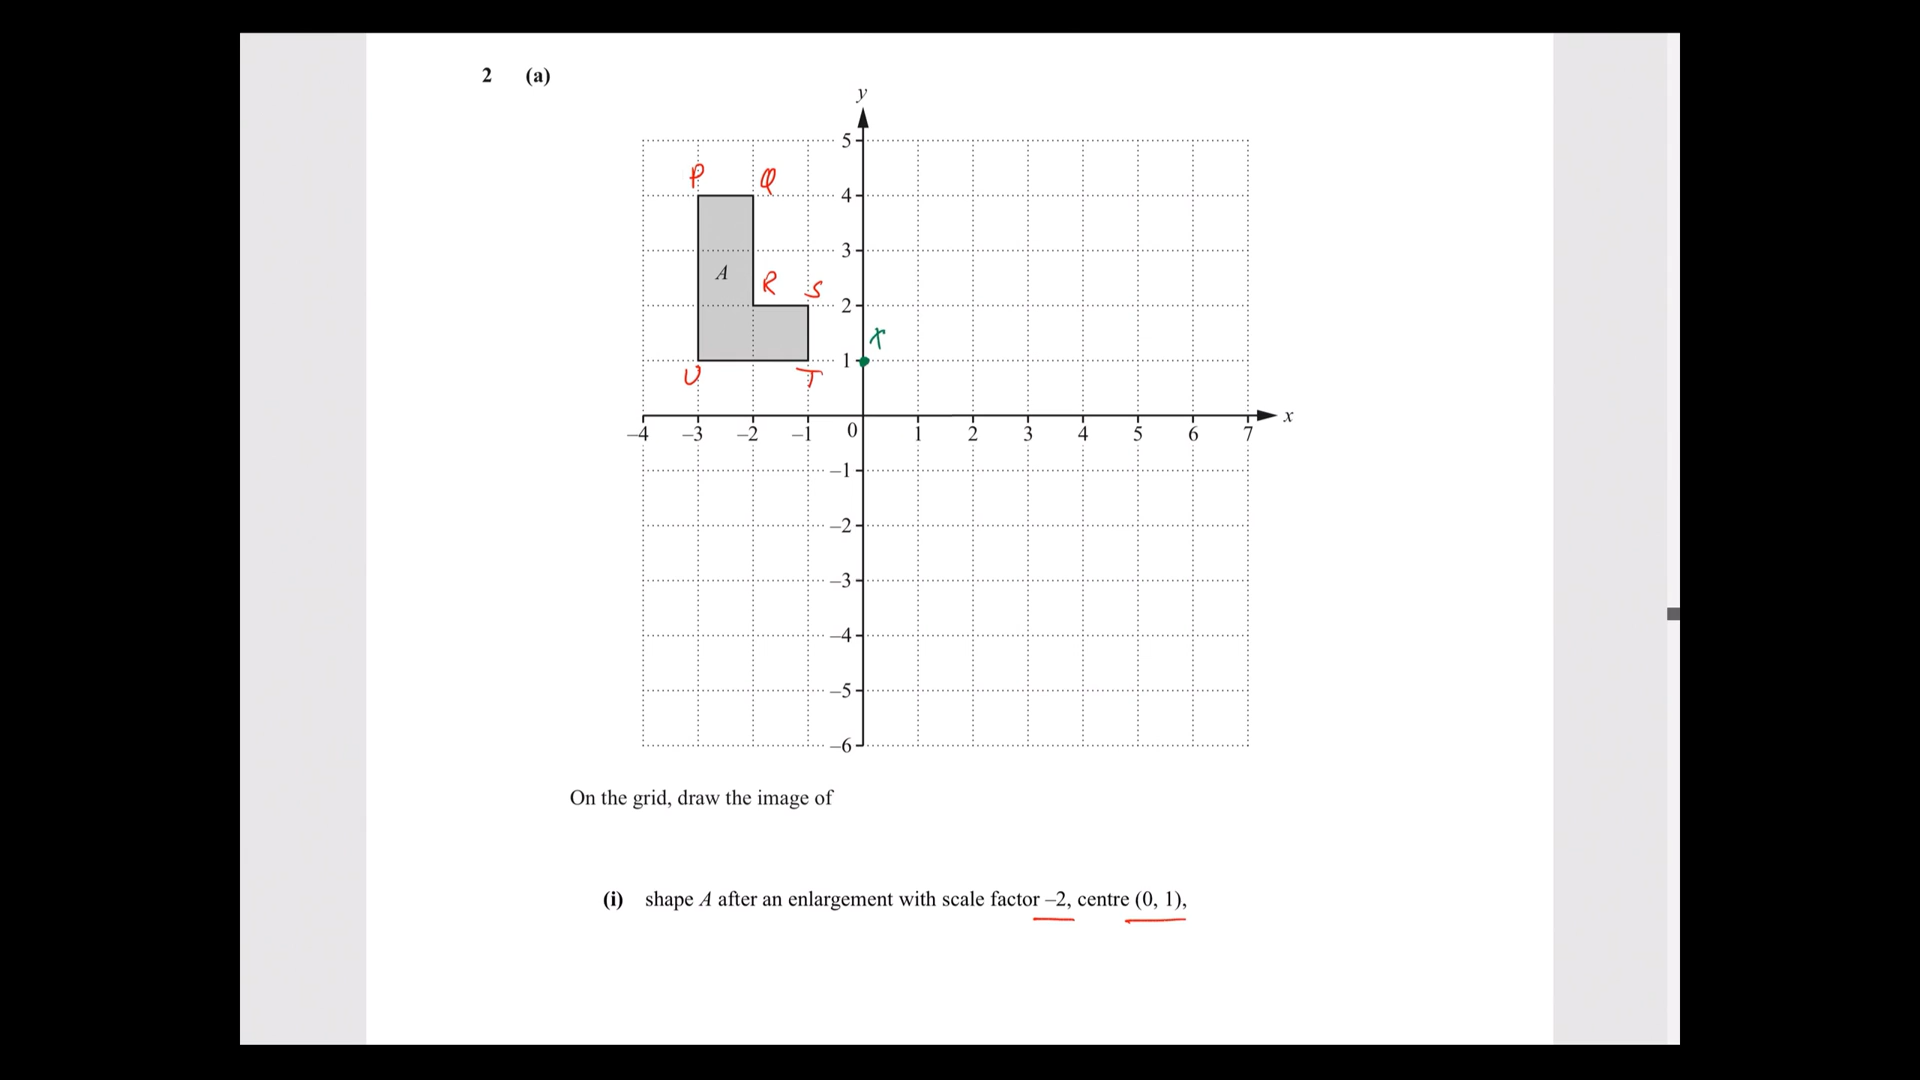 2 (a)
y
5
P Q
4
3
A
R S
2
X
1
U T
x
–4 –3 –2 –1 0 1 2 3 4 5 6 7
–1
–2
–3
–4
–5
–6
On the grid, draw the image of
(i) shape A after an enlargement with scale factor –2, centre (0, 1),